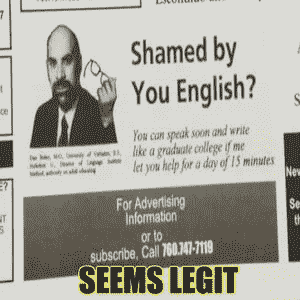 Shamed by
You English?
You can speak soon and write
like a graduate college if me
let you help for a day of 15 minutes
For Advertising
Information
or to
subscribe, Call 760.747-7119
SEEMS LEGIT